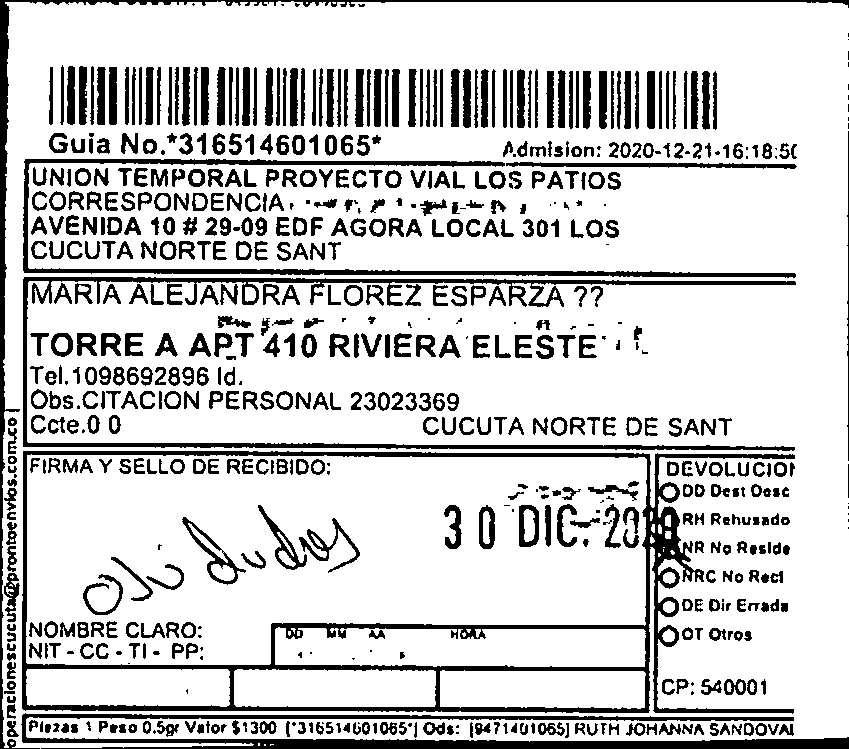 Guia No.*316514601065*
Admision: 2020-12-21-16:18:50
UNION TEMPORAL PROYECTO VIAL LOS PATIOS
CORRESPONDENCIA
AVENIDA 10 # 29-09 EDF AGORA LOCAL 301 LOS
CUCUTA NORTE DE SANT
MARIA ALEJANDRA FLOREZ ESPARZA ??
TORRE A APT 410 RIVIERA ELESTE
Tel.1098692896 Id.
Obs.CITACION PERSONAL 23023369
Ccte.0 0 CUCUTA NORTE DE SANT
FIRMA Y SELLO DE RECIBIDO:
30 DIC. 2020
DEVOLUCION
DD Dest Desc
RH Rehusado
NR No Reside
NRC No Recl
DE Dir Errada
OT Otros
NOMBRE CLARO:
NIT - CC - TI - PP:
DD MM AA HORA
CP: 540001
Piezas 1 Peso 0.5gr Valor $1300 [*316514601065*] Ods: [9471401065] RUTH JOHANNA SANDOVAL
operacionescucuta@prontoenvios.com.co